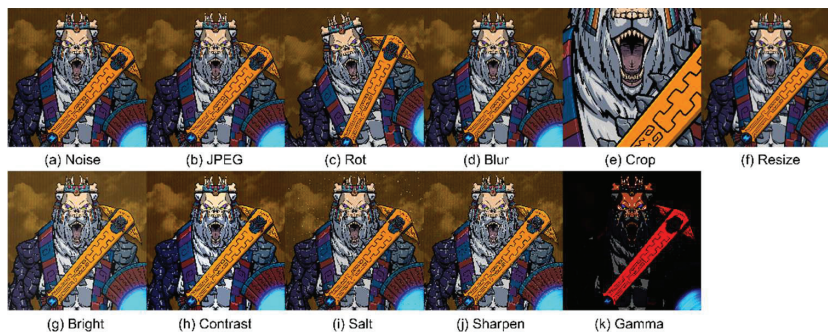 (a) Noise (b) JPEG (c) Rot (d) Blur (e) Crop (f) Resize
(g) Bright (h) Contrast (i) Salt (j) Sharpen (k) Gamma